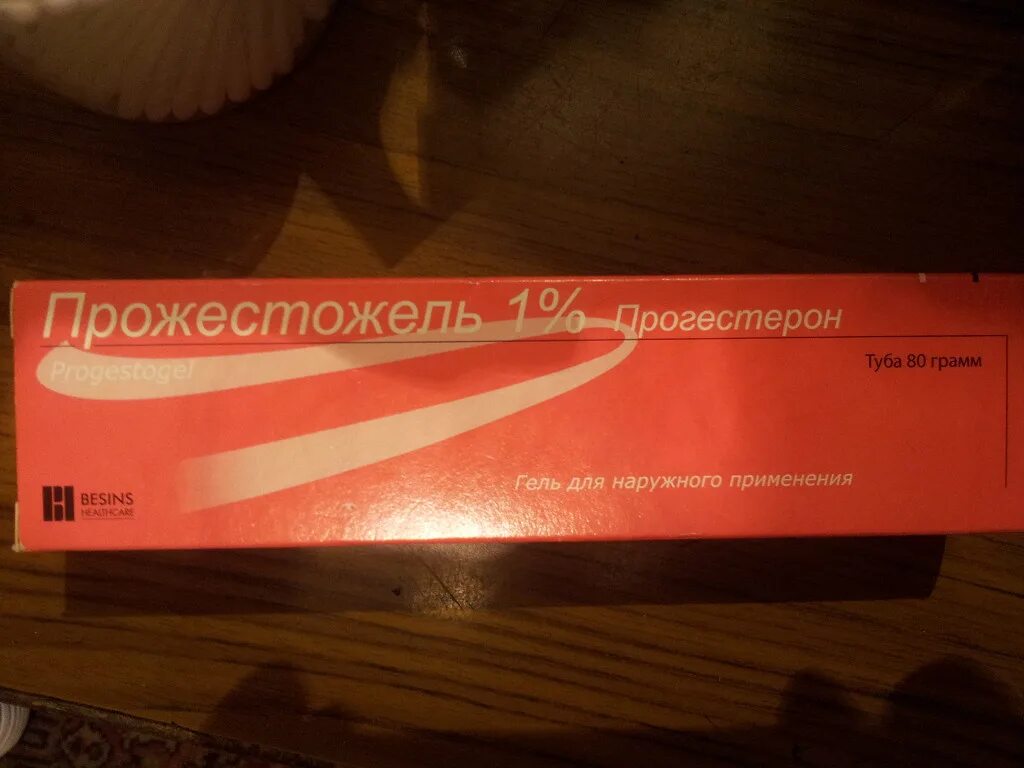 Прожестожель 1% Прогестерон
Progestogel
Туба 80 грамм
Гель для наружного применения
BESINS
HEALTHCARE